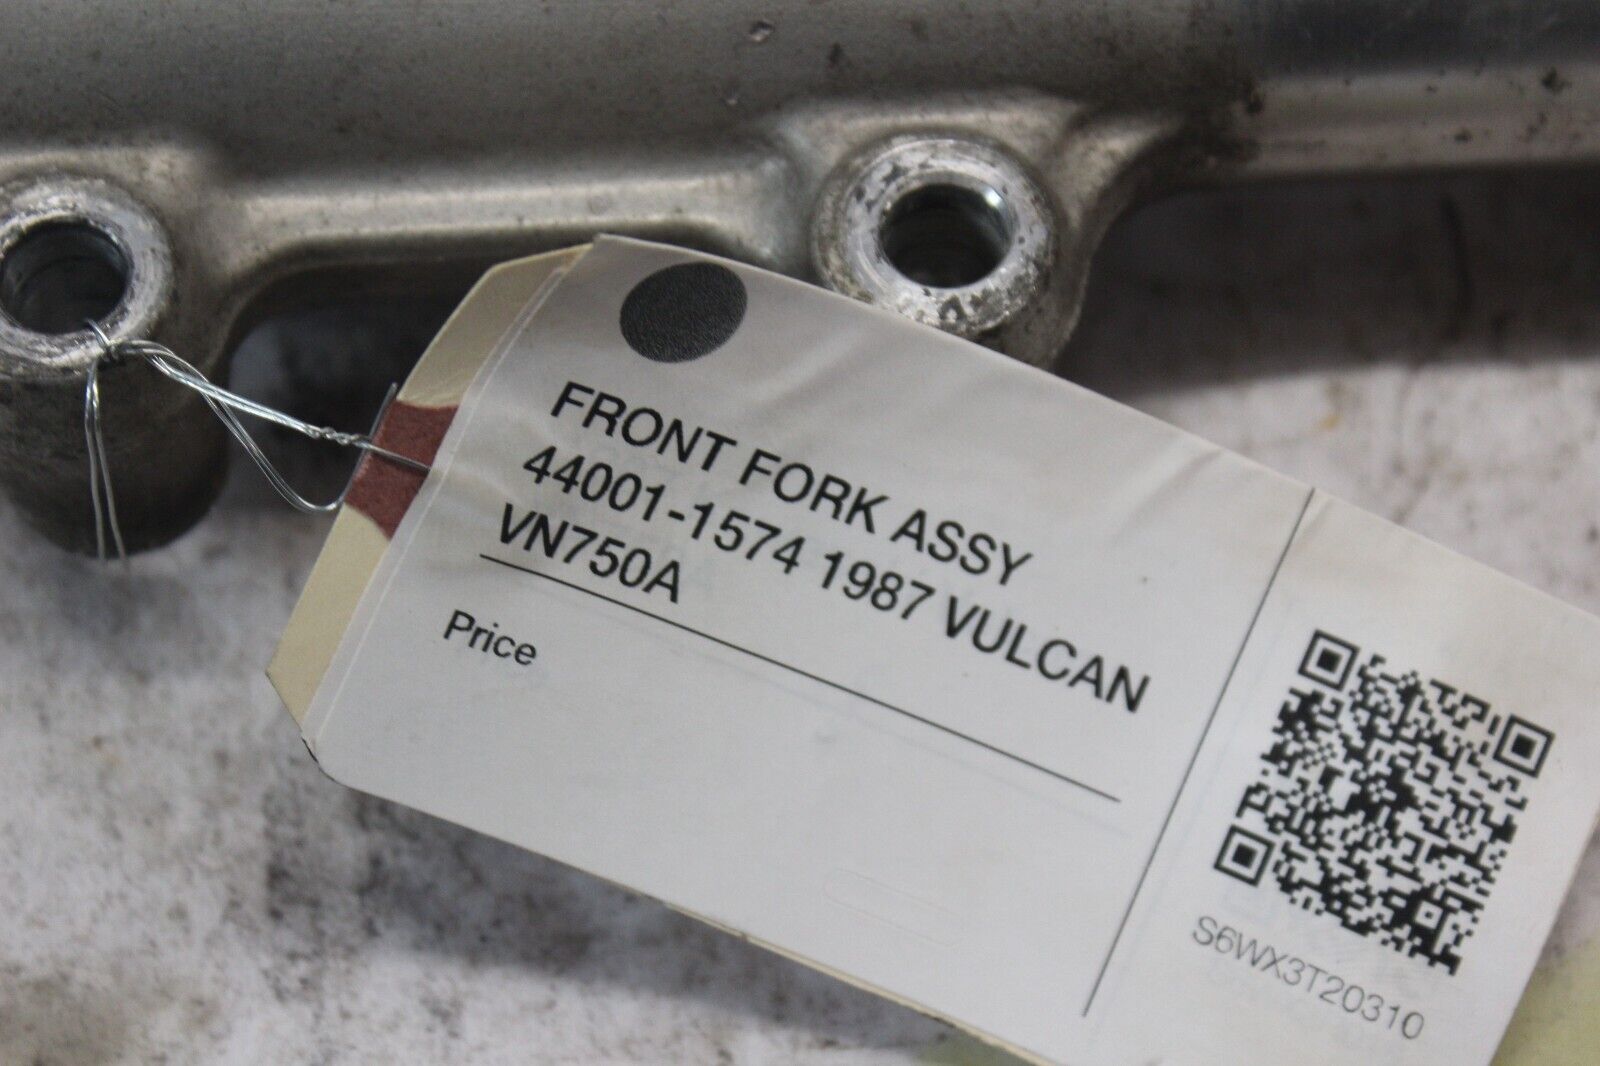 FRONT FORK ASSY
44001-1574 1987 VULCAN
VN750A
Price
S6WX3T20310